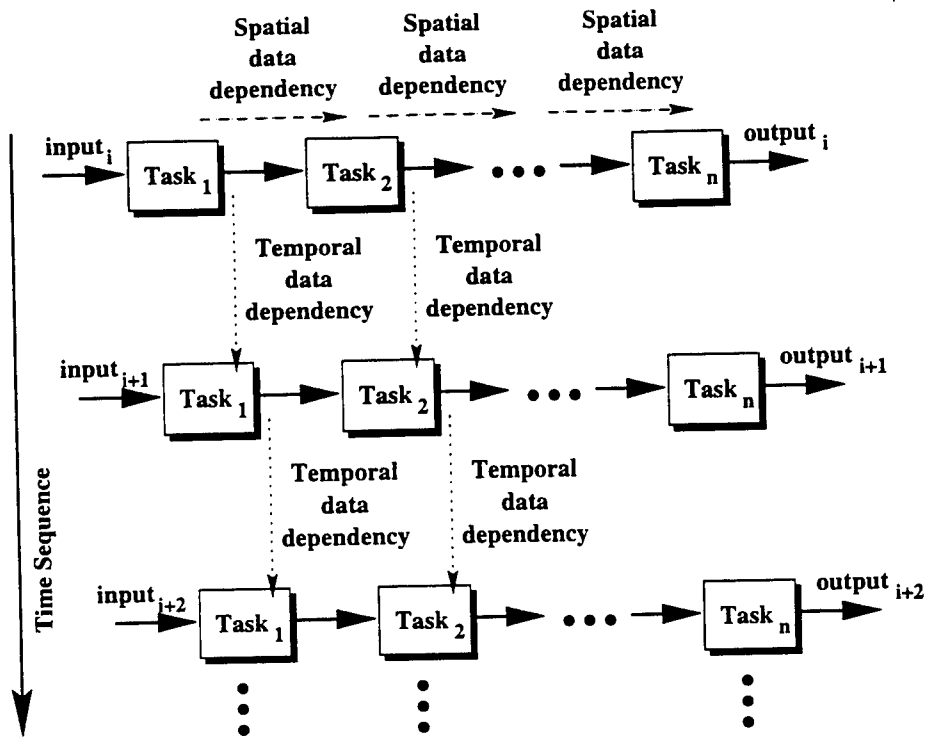 Spatial
data
dependency
Spatial
data
dependency
Spatial
data
dependency
input i
Task 1
Task 2
Task n
output i
Temporal
data
dependency
Temporal
data
dependency
input i+1
Task 1
Task 2
Task n
output i+1
Temporal
data
dependency
Temporal
data
dependency
input i+2
Task 1
Task 2
Task n
output i+2
Time Sequence